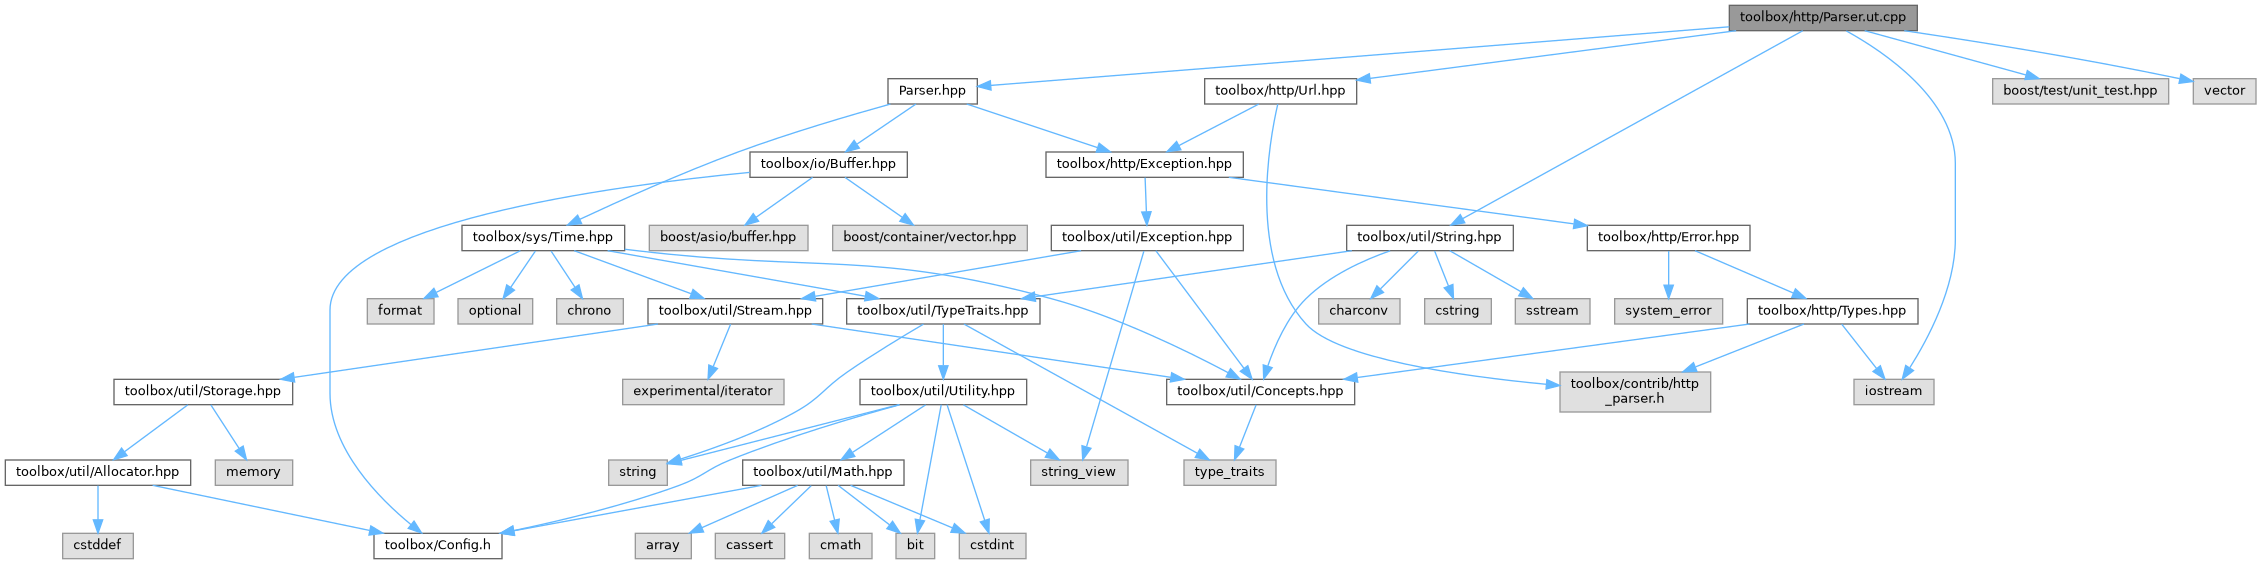 toolbox/http/Parser.ut.cpp
Parser.hpp
toolbox/http/Url.hpp
boost/test/unit_test.hpp
vector
toolbox/io/Buffer.hpp
toolbox/http/Exception.hpp
toolbox/sys/Time.hpp
boost/asio/buffer.hpp
boost/container/vector.hpp
toolbox/util/Exception.hpp
toolbox/util/String.hpp
toolbox/http/Error.hpp
format
optional
chrono
toolbox/util/Stream.hpp
toolbox/util/TypeTraits.hpp
charconv
cstring
sstream
system_error
toolbox/http/Types.hpp
toolbox/util/Storage.hpp
experimental/iterator
toolbox/util/Utility.hpp
toolbox/util/Concepts.hpp
toolbox/contrib/http
_parser.h
iostream
toolbox/util/Allocator.hpp
memory
string
toolbox/util/Math.hpp
string_view
type_traits
cstddef
toolbox/Config.h
array
cassert
cmath
bit
cstdint